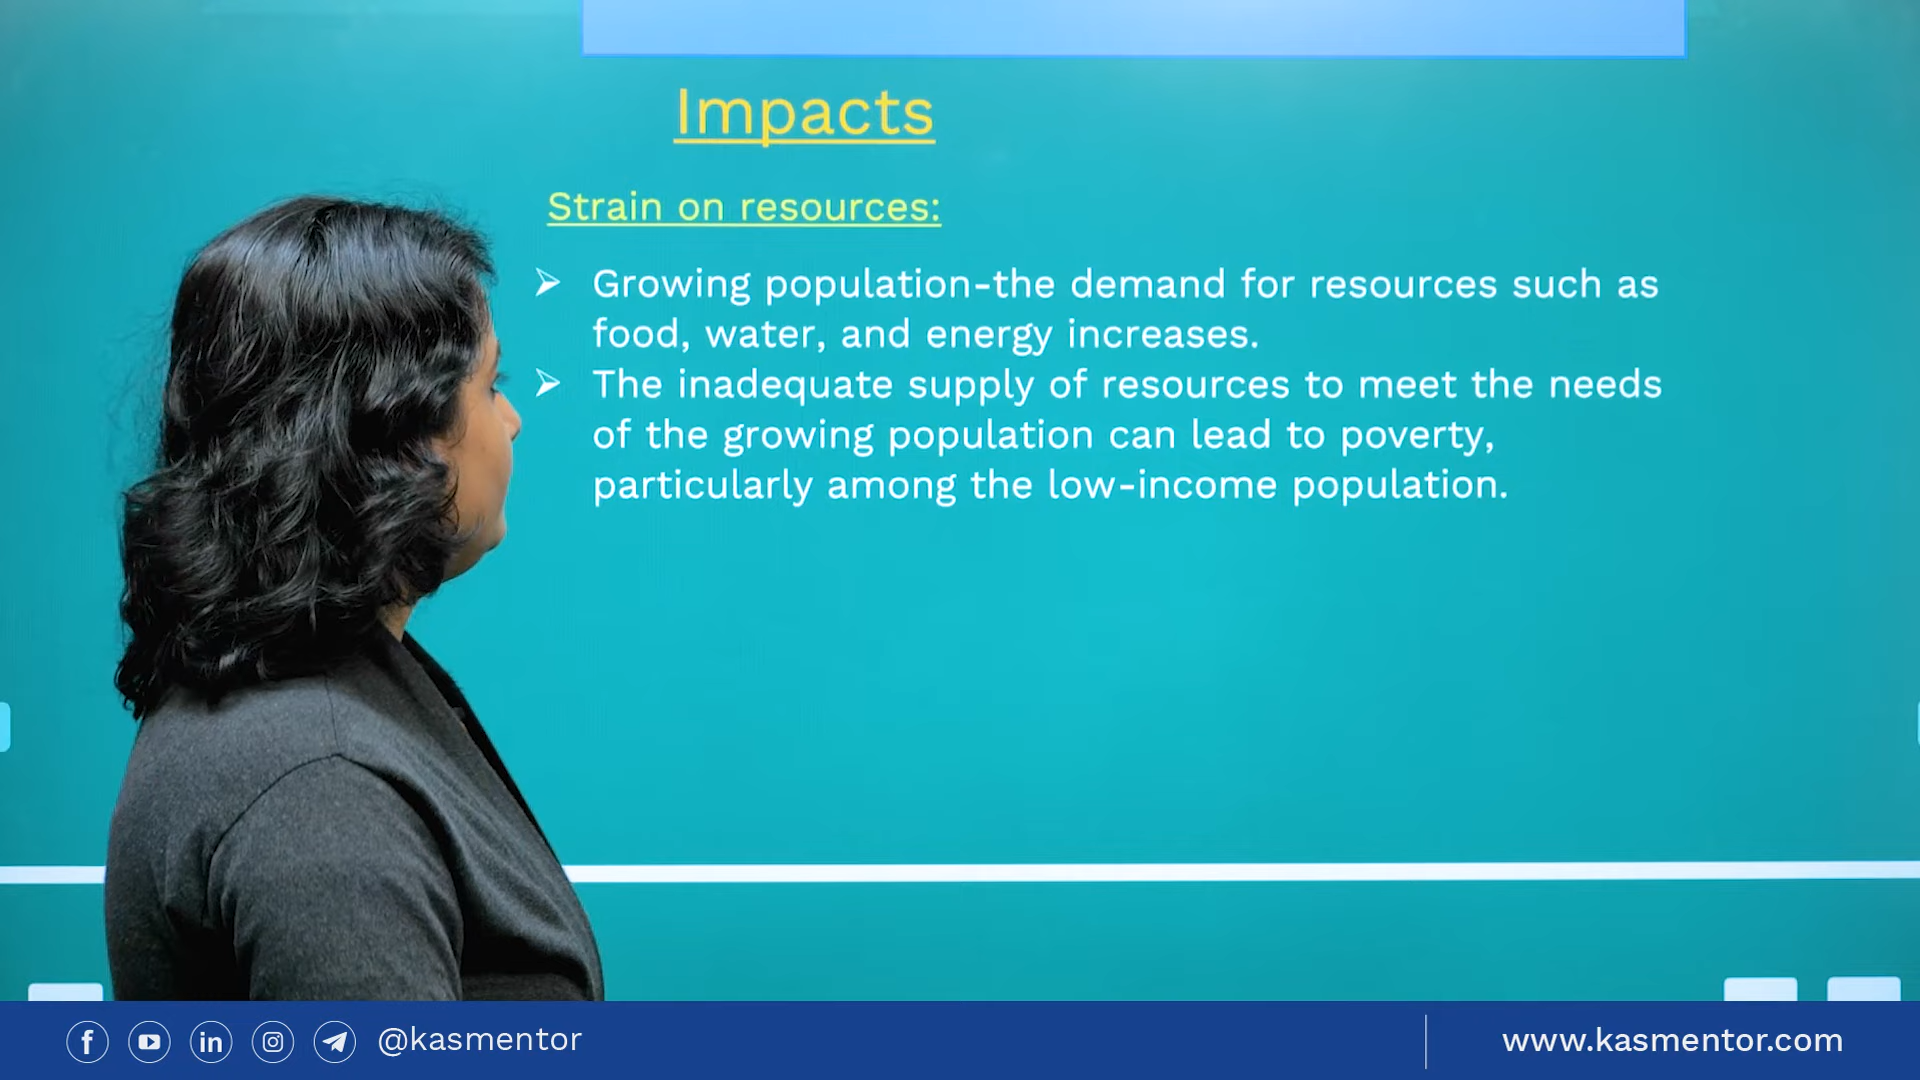 Impacts
Strain on resources:
➢ Growing population-the demand for resources such as
food, water, and energy increases.
➢ The inadequate supply of resources to meet the needs
of the growing population can lead to poverty,
particularly among the low-income population.
@kasmentor
www.kasmentor.com